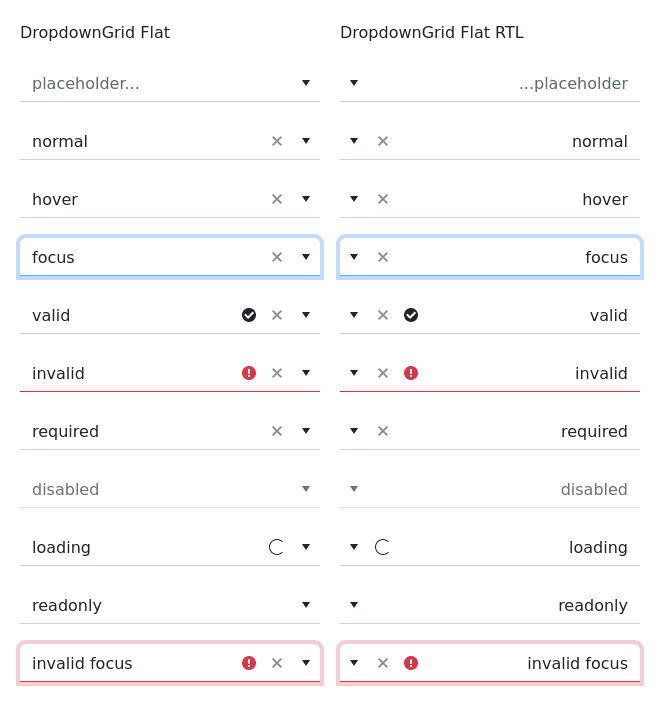 DropdownGrid Flat
placeholder...
normal
hover
focus
valid
invalid
required
disabled
loading
readonly
invalid focus
DropdownGrid Flat RTL
...placeholder
normal
hover
focus
valid
invalid
required
disabled
loading
readonly
invalid focus